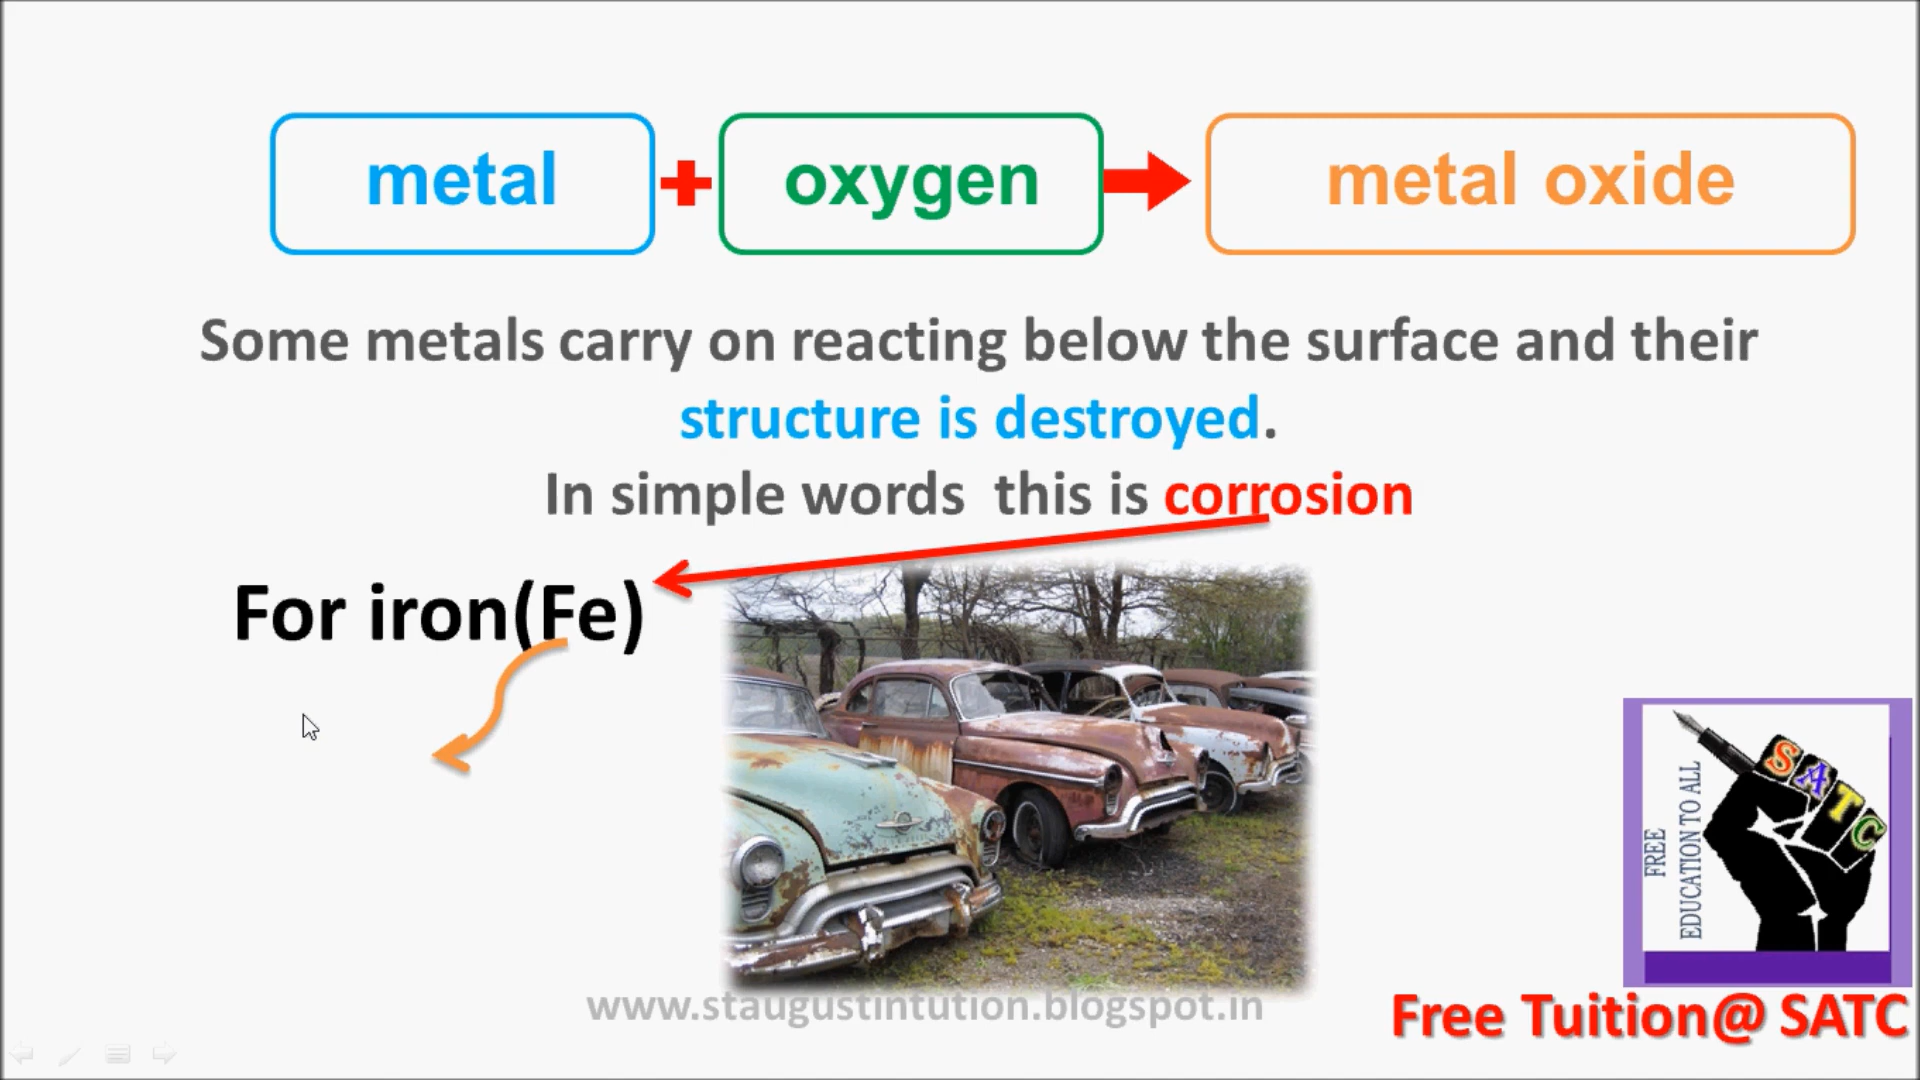 metal + oxygen metal oxide
Some metals carry on reacting below the surface and their
structure is destroyed.
In simple words this is corrosion
For iron(Fe)
SATC
FREE
EDUCATION TO ALL
www.staugustintution.blogspot.in
Free Tuition@ SATC